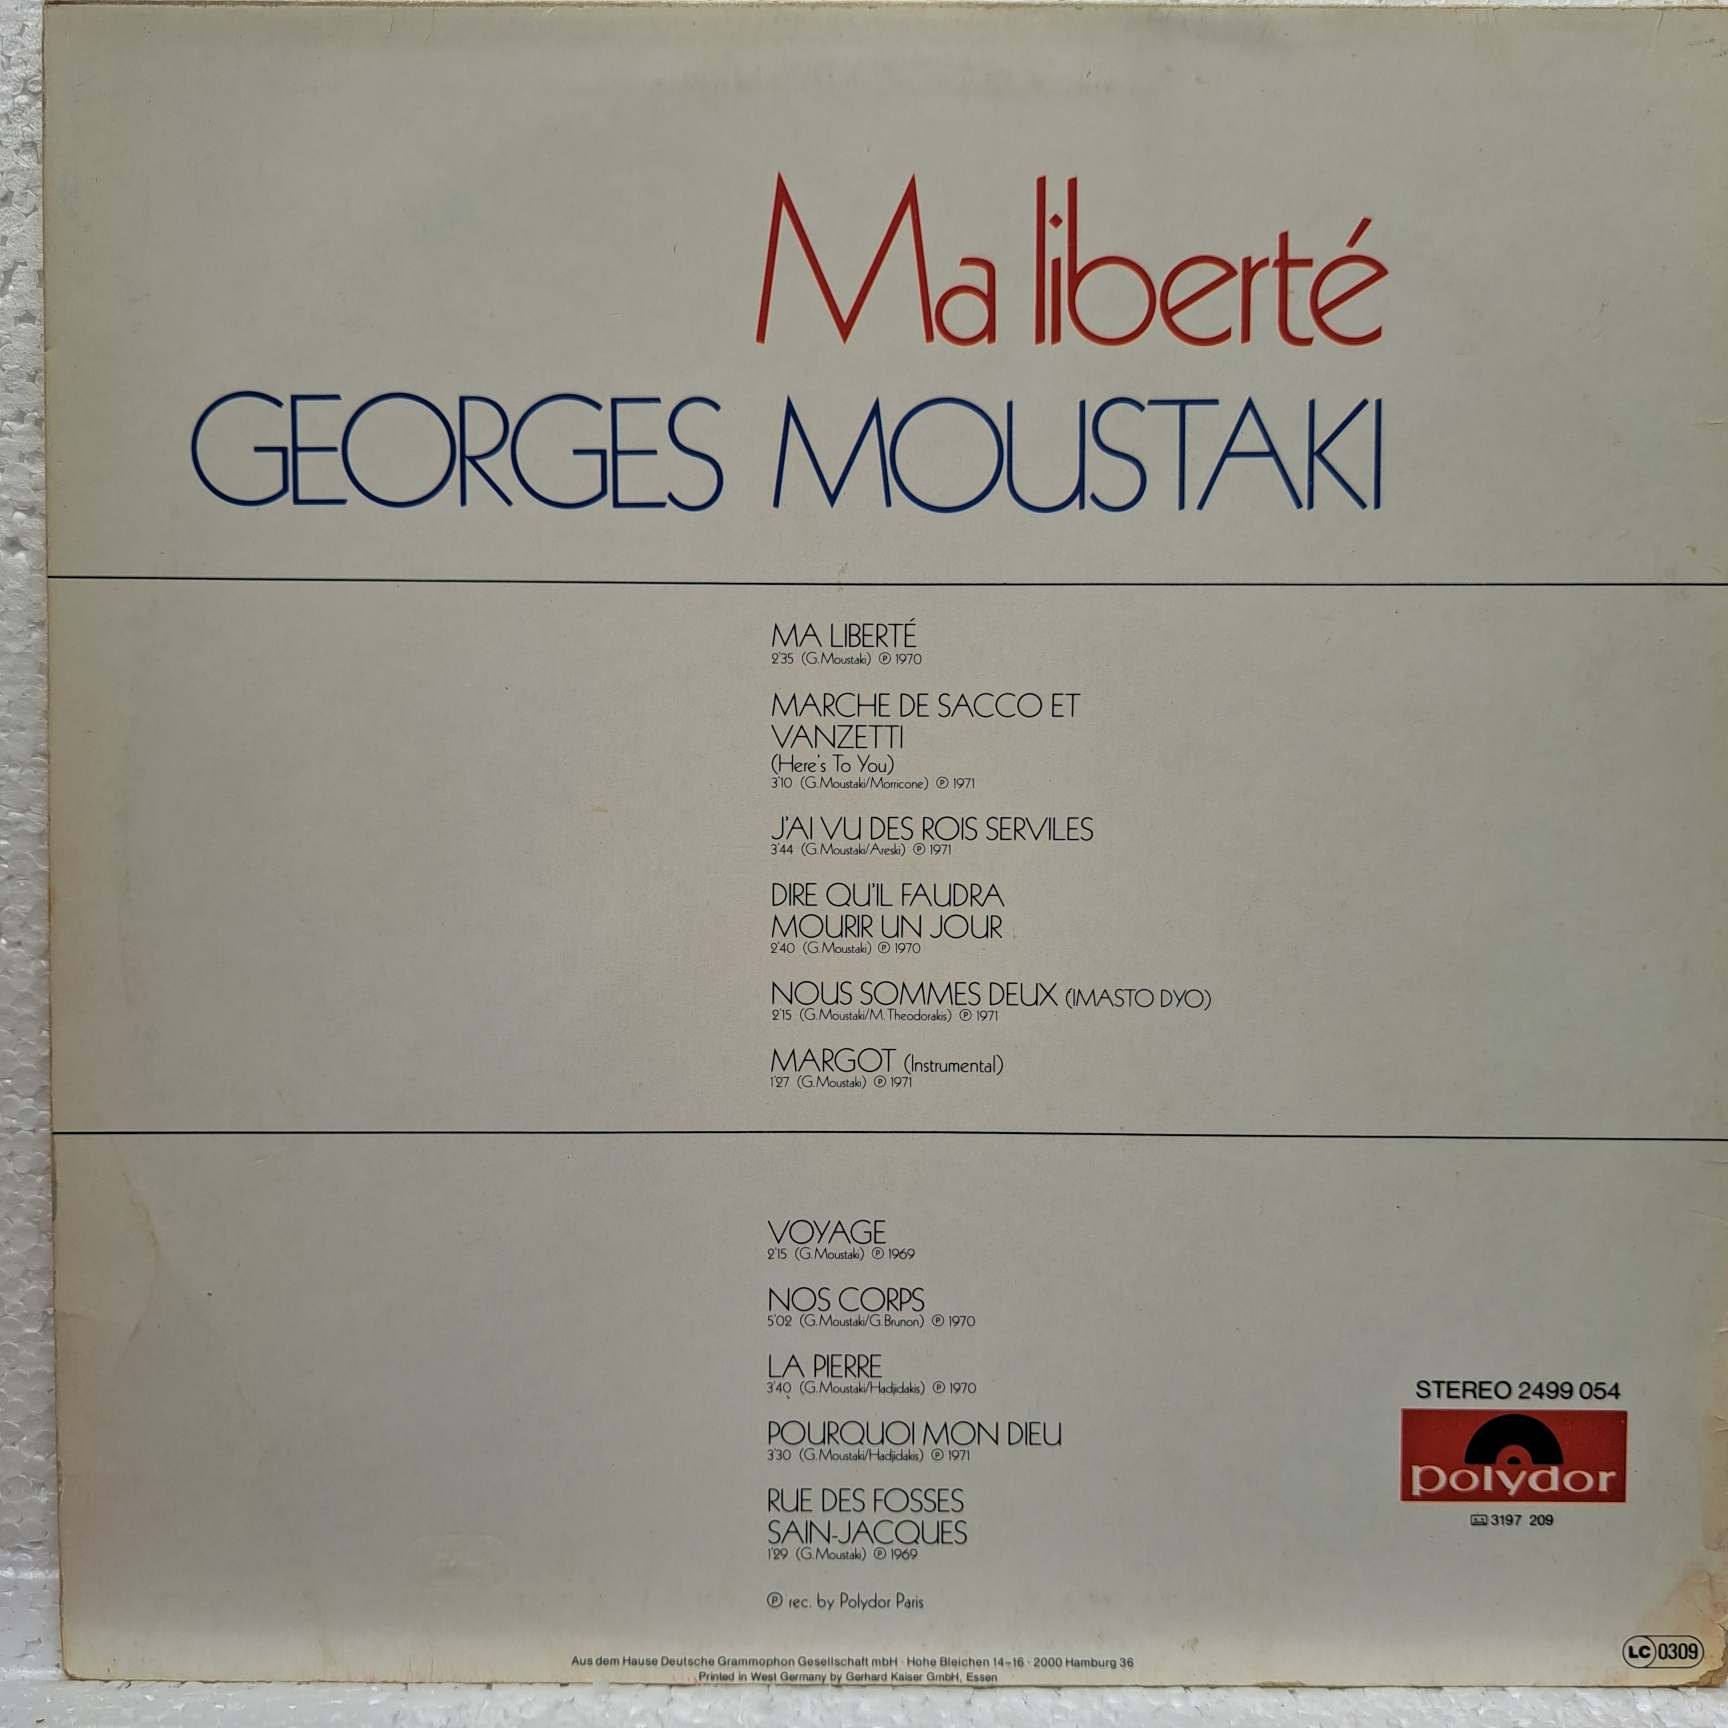 Ma liberté
GEORGES MOUSTAKI
MA LIBERTÉ
2'35 (G.Moustaki) ℗ 1970
MARCHE DE SACCO ET
VANZETTI
(Here's To You)
3'10 (G.Moustaki/Morricone) ℗ 1971
J'AI VU DES ROIS SERVILES
3'44 (G.Moustaki/Areski) ℗ 1971
DIRE QU'IL FAUDRA
MOURIR UN JOUR
2'40 (G.Moustaki) ℗ 1970
NOUS SOMMES DEUX (IMASTO DYO)
2'15 (G.Moustaki/M.Theodorakis) ℗ 1971
MARGOT (Instrumental)
1'27 (G.Moustaki) ℗ 1971
VOYAGE
2'15 (G.Moustaki) ℗ 1969
NOS CORPS
5'02 (G.Moustaki/G.Brunon) ℗ 1970
LA PIERRE
3'40 (G.Moustaki/Hadjidakis) ℗ 1970
POURQUOI MON DIEU
3'30 (G.Moustaki/Hadjidakis) ℗ 1971
RUE DES FOSSES
SAIN-JACQUES
1'29 (G.Moustaki) ℗ 1969
℗ rec. by Polydor Paris
STEREO 2499 054
polydor
3197 209
LC 0309
Aus dem Hause Deutsche Grammophon Gesellschaft mbH · Hohe Bleichen 14-16 · 2000 Hamburg 36
Printed in West Germany by Gerhard Kaiser GmbH, Essen